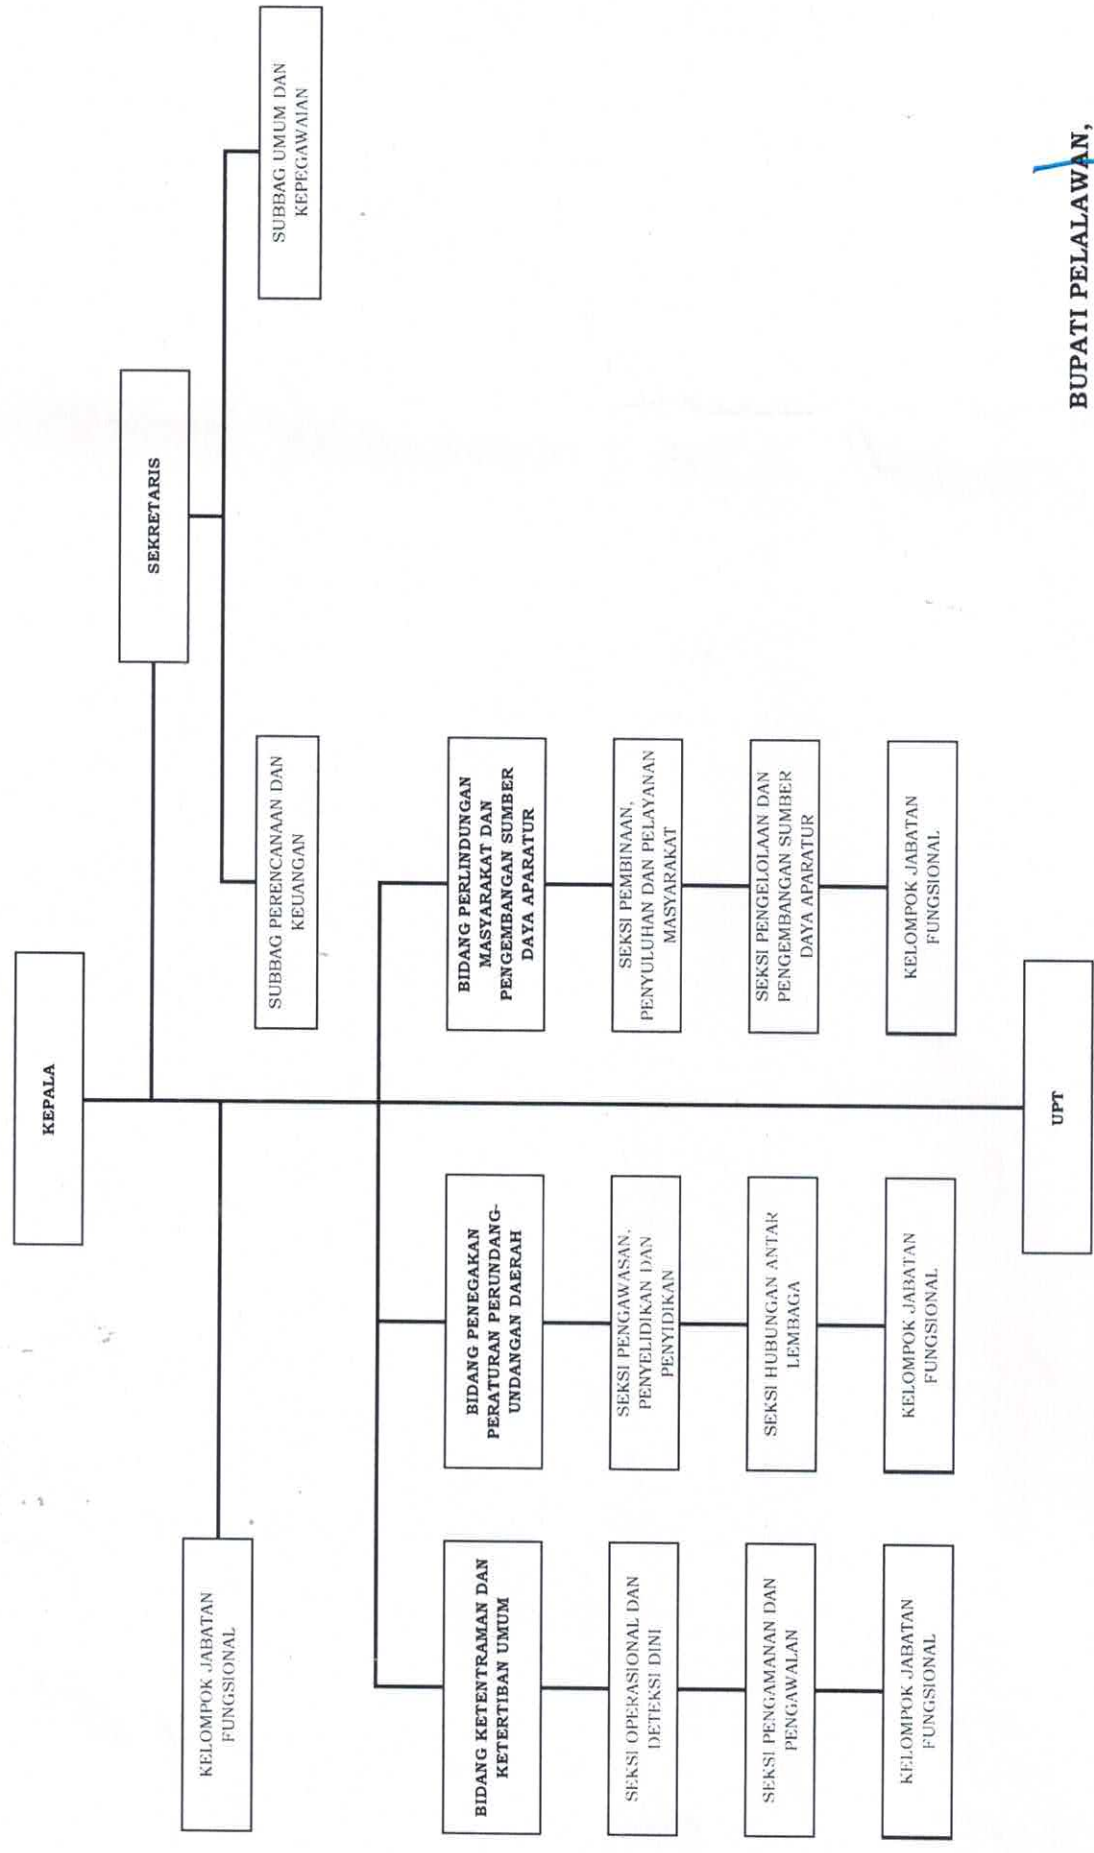 KEPALA
SEKRETARIS
KELOMPOK JABATAN
FUNGSIONAL
SUBBAG PERENCANAAN DAN
KEUANGAN
SUBBAG UMUM DAN
KEPEGAWAIAN
BIDANG KETENTRAMAN DAN
KETERTIBAN UMUM
BIDANG PENEGAKAN
PERATURAN PERUNDANG-
UNDANGAN DAERAH
BIDANG PERLINDUNGAN
MASYARAKAT DAN
PENGEMBANGAN SUMBER
DAYA APARATUR
SEKSI OPERASIONAL DAN
DETEKSI DINI
SEKSI PENGAWASAN,
PENYELIDIKAN DAN
PENYIDIKAN
SEKSI PEMBINAAN,
PENYULUHAN DAN PELAYANAN
MASYARAKAT
SEKSI PENGAMANAN DAN
PENGAWALAN
SEKSI HUBUNGAN ANTAR
LEMBAGA
SEKSI PENGELOLAAN DAN
PENGEMBANGAN SUMBER
DAYA APARATUR
KELOMPOK JABATAN
FUNGSIONAL
KELOMPOK JABATAN
FUNGSIONAL
KELOMPOK JABATAN
FUNGSIONAL
UPT
BUPATI PELALAWAN,